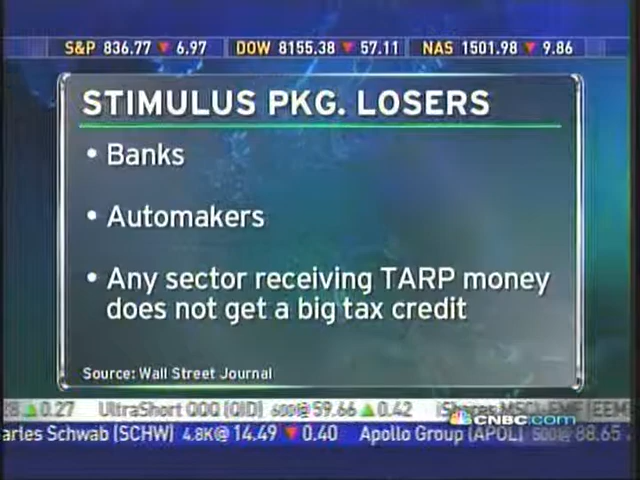 S&P 836.77 ▼ 6.97 DOW 8155.38 ▼ 57.11 NAS 1501.98 ▼ 9.86
STIMULUS PKG. LOSERS
• Banks
• Automakers
• Any sector receiving TARP money
does not get a big tax credit
Source: Wall Street Journal
▲ 0.27 UltraShort QQQ (QID) 59.66 ▲ 0.42
CNBC.com
arles Schwab (SCHW) 4.8K@ 14.49 ▼ 0.40 Apollo Group (APOL) 500@ 88.65